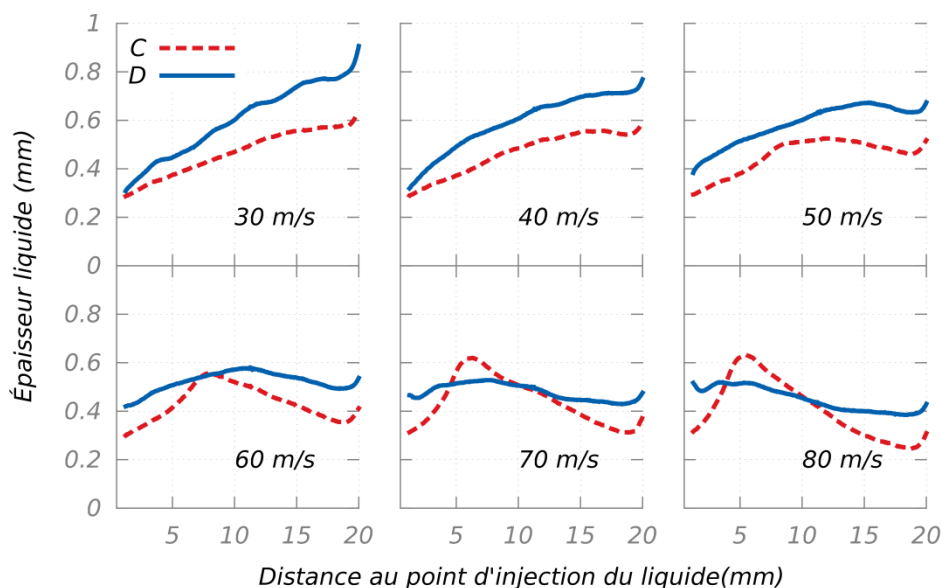 1
0.8
0.6
0.4
0.2
0
C
D
30 m/s
40 m/s
50 m/s
Épaisseur liquide (mm)
0.8
0.6
0.4
0.2
0
60 m/s
70 m/s
80 m/s
5 10 15 20
5 10 15 20
5 10 15 20
Distance au point d'injection du liquide(mm)